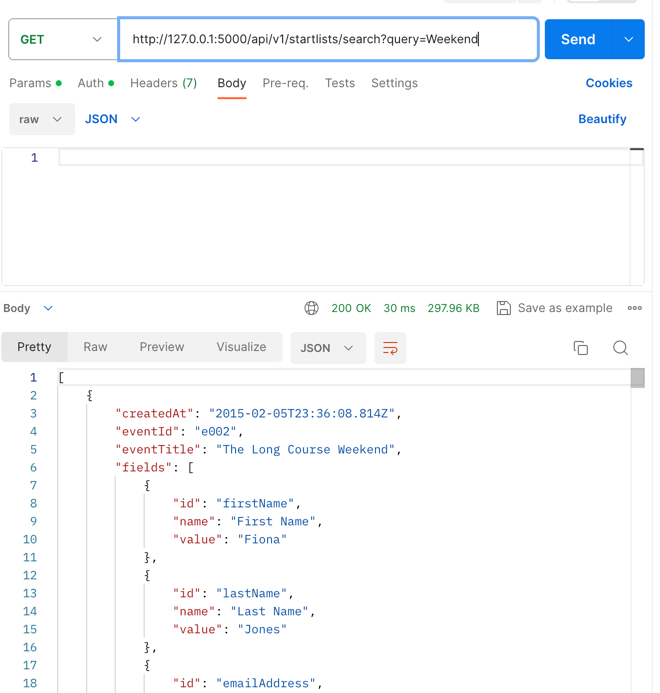 GET http://127.0.0.1:5000/api/v1/startlists/search?query=Weekend Send
Params Auth Headers (7) Body Pre-req. Tests Settings Cookies
raw JSON Beautify
1
Body 200 OK 30 ms 297.96 KB Save as example
Pretty Raw Preview Visualize JSON
1 [
2 {
3 "createdAt": "2015-02-05T23:36:08.814Z",
4 "eventId": "e002",
5 "eventTitle": "The Long Course Weekend",
6 "fields": [
7 {
8 "id": "firstName",
9 "name": "First Name",
10 "value": "Fiona"
11 },
12 {
13 "id": "lastName",
14 "name": "Last Name",
15 "value": "Jones"
16 },
17 {
18 "id": "emailAddress",